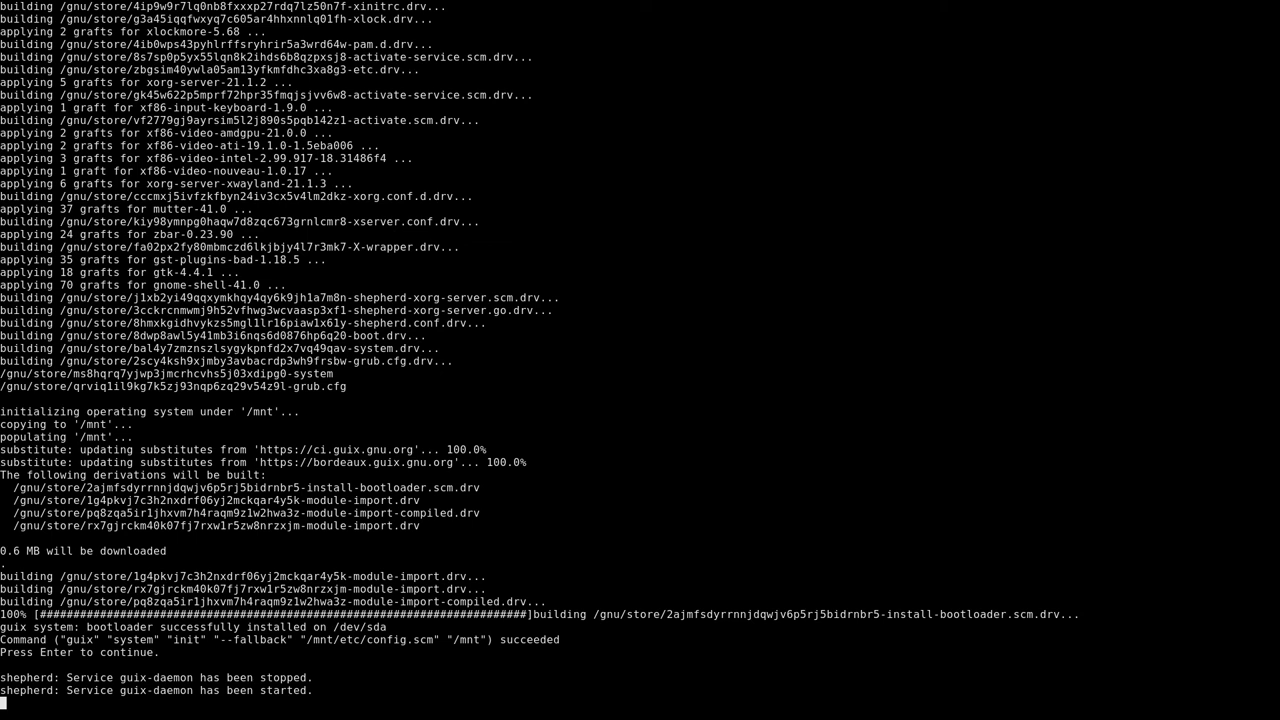 building /gnu/store/4ip9w9r7lq0nb8fxxxp27rdq7lz50n7f-xinitrc.drv...
building /gnu/store/g3a45iqqfwxyq7c605ar4hhxnnlq01fh-xlock.drv...
applying 2 grafts for xlockmore-5.68 ...
building /gnu/store/4ib0wps43pyhlrffsryhrir5a3wrd64w-pam.d.drv...
building /gnu/store/8s7sp0p5yx55lqn8k2ihds6b8qzpxsj8-activate-service.scm.drv...
building /gnu/store/zbgsim40ywla05am13yfkmfdhc3xa8g3-etc.drv...
applying 5 grafts for xorg-server-21.1.2 ...
building /gnu/store/gk45w622p5mprf72hpr35fmqjsjvv6w8-activate-service.scm.drv...
applying 1 graft for xf86-input-keyboard-1.9.0 ...
building /gnu/store/vf2779gj9ayrsim5l2j890s5pqb142z1-activate.scm.drv...
applying 2 grafts for xf86-video-amdgpu-21.0.0 ...
applying 2 grafts for xf86-video-ati-19.1.0-1.5eba006 ...
applying 3 grafts for xf86-video-intel-2.99.917-18.31486f4 ...
applying 1 graft for xf86-video-nouveau-1.0.17 ...
applying 6 grafts for xorg-server-xwayland-21.1.3 ...
building /gnu/store/cccmxj5ivfzkfbyn24iv3cx5v4lm2dkz-xorg.conf.d.drv...
applying 37 grafts for mutter-41.0 ...
building /gnu/store/kiy98ymnpg0haqw7d8zqc673grnlcmr8-xserver.conf.drv...
applying 24 grafts for zbar-0.23.90 ...
building /gnu/store/fa02px2fy80mbmczd6lkjbjy4l7r3mk7-X-wrapper.drv...
applying 35 grafts for gst-plugins-bad-1.18.5 ...
applying 18 grafts for gtk-4.4.1 ...
applying 70 grafts for gnome-shell-41.0 ...
building /gnu/store/j1xb2yi49qqxymkhqy4qy6k9jh1a7m8n-shepherd-xorg-server.scm.drv...
building /gnu/store/3cckrcnmwmj9h52vfhwg3wcvaasp3xf1-shepherd-xorg-server.go.drv...
building /gnu/store/8hmxkgidhvykzs5mgl1lr16piaw1x61y-shepherd.conf.drv...
building /gnu/store/8dwp8awl5y41mb3i6nqs6d0876hp6q20-boot.drv...
building /gnu/store/bal4y7zmznszlsygykpnfd2x7vq49qav-system.drv...
building /gnu/store/2scy4ksh9xjmby3avbacrdp3wh9frsbw-grub.cfg.drv...
/gnu/store/ms8hqrq7yjwp3jmcrhcvhs5j03xdipg0-system
/gnu/store/qrviq1il9kg7k5zj93nqp6zq29v54z9l-grub.cfg
initializing operating system under '/mnt'...
copying to '/mnt'...
populating '/mnt'...
substitute: updating substitutes from 'https://ci.guix.gnu.org'... 100.0%
substitute: updating substitutes from 'https://bordeaux.guix.gnu.org'... 100.0%
The following derivations will be built:
/gnu/store/2ajmfsdyrrnnjdqwjv6p5rj5bidrnbr5-install-bootloader.scm.drv
/gnu/store/1g4pkvj7c3h2nxdrf06yj2mckqar4y5k-module-import.drv
/gnu/store/pq8zqa5ir1jhxvm7h4raqm9z1w2hwa3z-module-import-compiled.drv
/gnu/store/rx7gjrckm40k07fj7rxw1r5zw8nrzxjm-module-import.drv
0.6 MB will be downloaded
.
building /gnu/store/1g4pkvj7c3h2nxdrf06yj2mckqar4y5k-module-import.drv...
building /gnu/store/rx7gjrckm40k07fj7rxw1r5zw8nrzxjm-module-import.drv...
building /gnu/store/pq8zqa5ir1jhxvm7h4raqm9z1w2hwa3z-module-import-compiled.drv...
100% [#########################################################################]building /gnu/store/2ajmfsdyrrnnjdqwjv6p5rj5bidrnbr5-install-bootloader.scm.drv...
guix system: bootloader successfully installed on /dev/sda
Command ("guix" "system" "init" "--fallback" "/mnt/etc/config.scm" "/mnt") succeeded
Press Enter to continue.
shepherd: Service guix-daemon has been stopped.
shepherd: Service guix-daemon has been started.